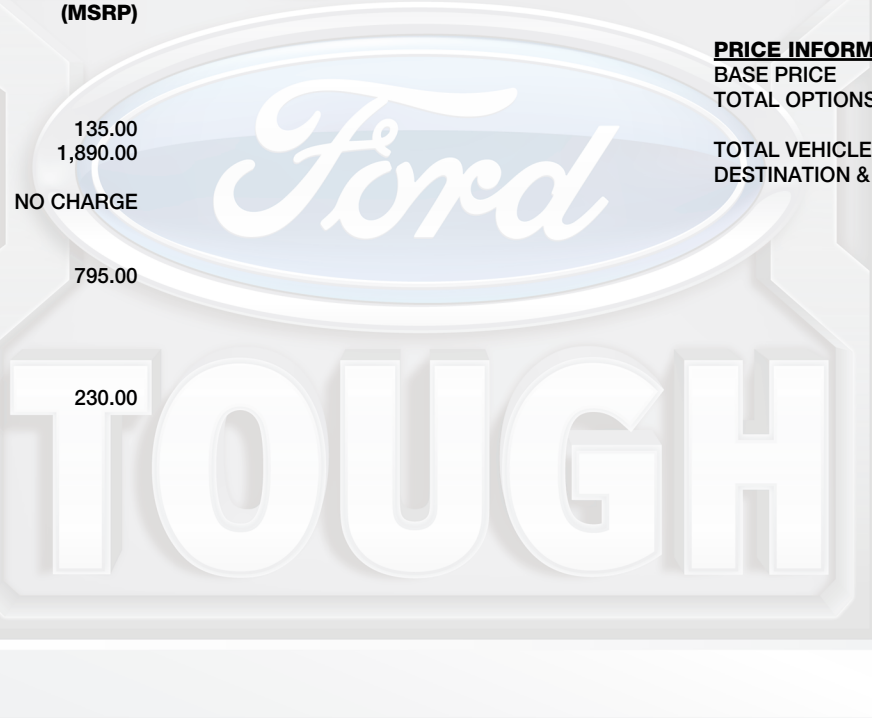 (MSRP)
135.00
1,890.00
NO CHARGE
795.00
230.00
PRICE INFORM
BASE PRICE
TOTAL OPTIONS
TOTAL VEHICLE
DESTINATION &
Ford
TOUGH